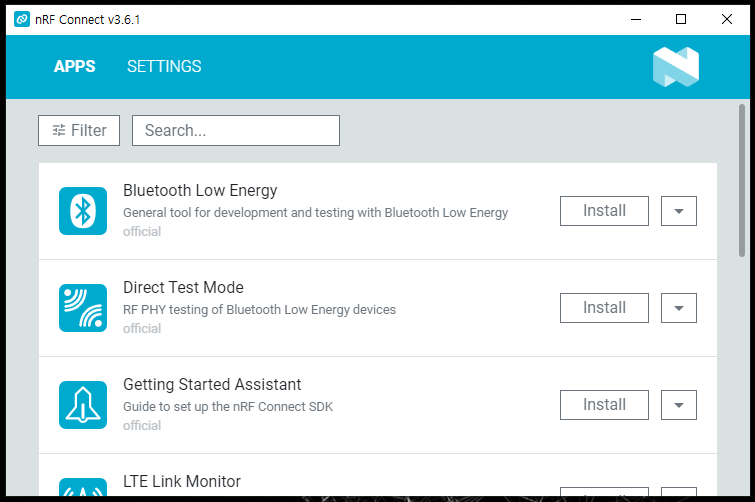 nRF Connect v3.6.1
APPS
SETTINGS
Filter
Search...
Bluetooth Low Energy
General tool for development and testing with Bluetooth Low Energy
official
Install
Direct Test Mode
RF PHY testing of Bluetooth Low Energy devices
official
Install
Getting Started Assistant
Guide to set up the nRF Connect SDK
official
Install
LTE Link Monitor